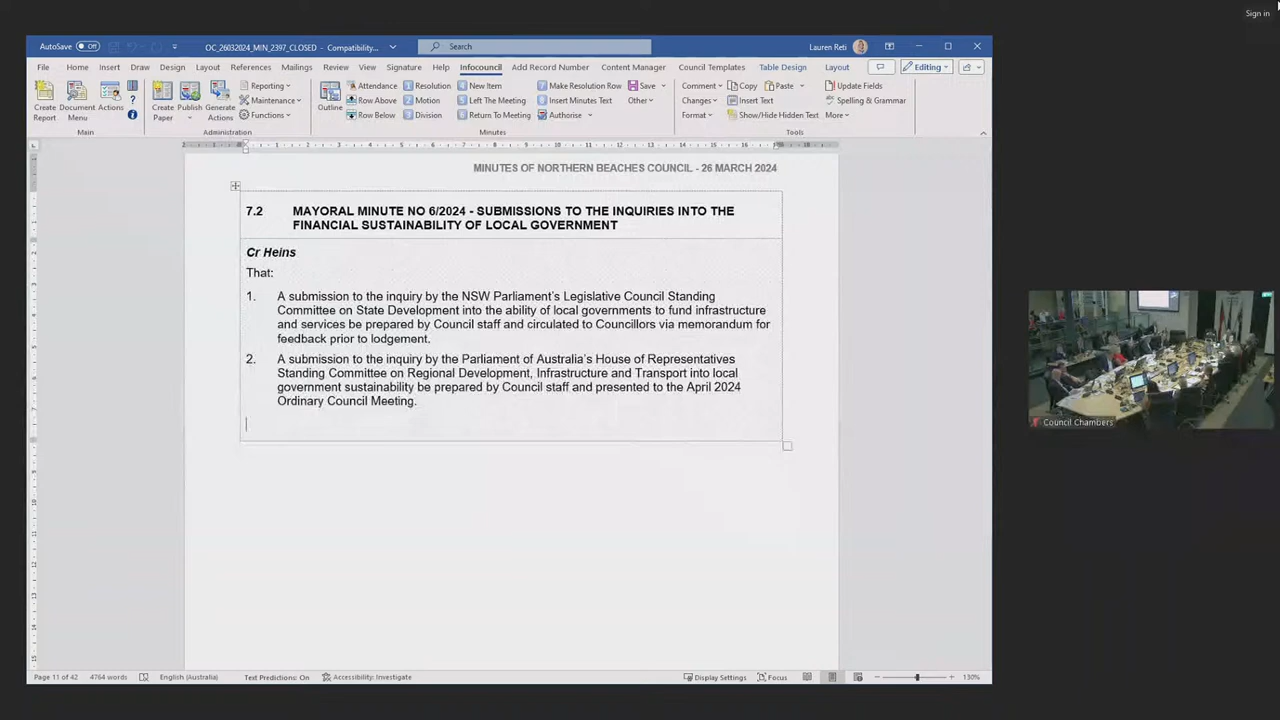 Sign in
AutoSave Off OC_26032024_MIN_2397_CLOSED - Compatibility... Search Lauren Reti
File Home Insert Draw Design Layout References Mailings Review View Signature Help Infocouncil Add Record Number Content Manager Council Templates Table Design Layout Editing
Create Report Document Menu Actions
Main
Create Paper Publish Generate Actions Reporting Maintenance Functions
Administration
Outline Attendance Row Above Row Below 1 Resolution 2 Motion 3 Division 4 New Item 5 Left The Meeting 6 Return To Meeting 7 Make Resolution Row 8 Insert Minutes Text Authorise Save Other
Minutes
Comment Changes Format Copy Paste Insert Text Show/Hide Hidden Text Update Fields Spelling & Grammar More
Tools
MINUTES OF NORTHERN BEACHES COUNCIL - 26 MARCH 2024
7.2 MAYORAL MINUTE NO 6/2024 - SUBMISSIONS TO THE INQUIRIES INTO THE
FINANCIAL SUSTAINABILITY OF LOCAL GOVERNMENT
Cr Heins
That:
1. A submission to the inquiry by the NSW Parliament's Legislative Council Standing
Committee on State Development into the ability of local governments to fund infrastructure
and services be prepared by Council staff and circulated to Councillors via memorandum for
feedback prior to lodgement.
2. A submission to the inquiry by the Parliament of Australia's House of Representatives
Standing Committee on Regional Development, Infrastructure and Transport into local
government sustainability be prepared by Council staff and presented to the April 2024
Ordinary Council Meeting.
Council Chambers
Page 11 of 42 4764 words English (Australia) Text Predictions: On Accessibility: Investigate Display Settings Focus 130%